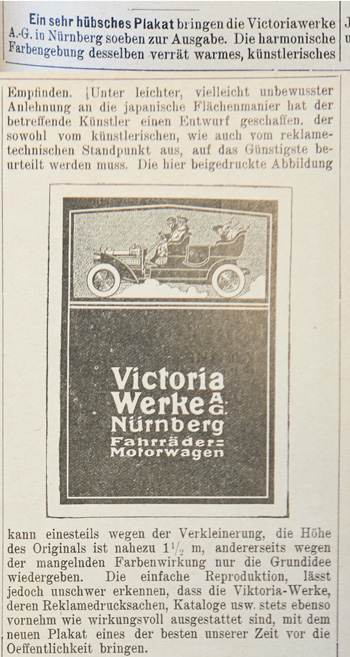 Ein sehr hübsches Plakat bringen die Victoriawerke
A.-G. in Nürnberg soeben zur Ausgabe. Die harmonische
Farbengebung desselben verrät warmes, künstlerisches
Empfinden. Unter leichter, vielleicht unbewusster
Anlehnung an die japanische Flächenmanier hat der
betreffende Künstler einen Entwurf geschaffen, der
sowohl vom künstlerischen, wie auch vom reklame-
technischen Standpunkt aus, auf das Günstigste be-
urteilt werden muss. Die hier beigedruckte Abbildung
Victoria
Werke A.G.
Nürnberg
Fahrräder=
Motorwagen
kann einesteils wegen der Verkleinerung, die Höhe
des Originals ist nahezu 1½ m, andererseits wegen
der mangelnden Farbenwirkung nur die Grundidee
wiedergeben. Die einfache Reproduktion, lässt
jedoch unschwer erkennen, dass die Viktoria-Werke,
deren Reklamedrucksachen, Kataloge usw. stets ebenso
vornehm wie wirkungsvoll ausgestattet sind, mit dem
neuen Plakat eines der besten unserer Zeit vor die
Oeffentlichkeit bringen.